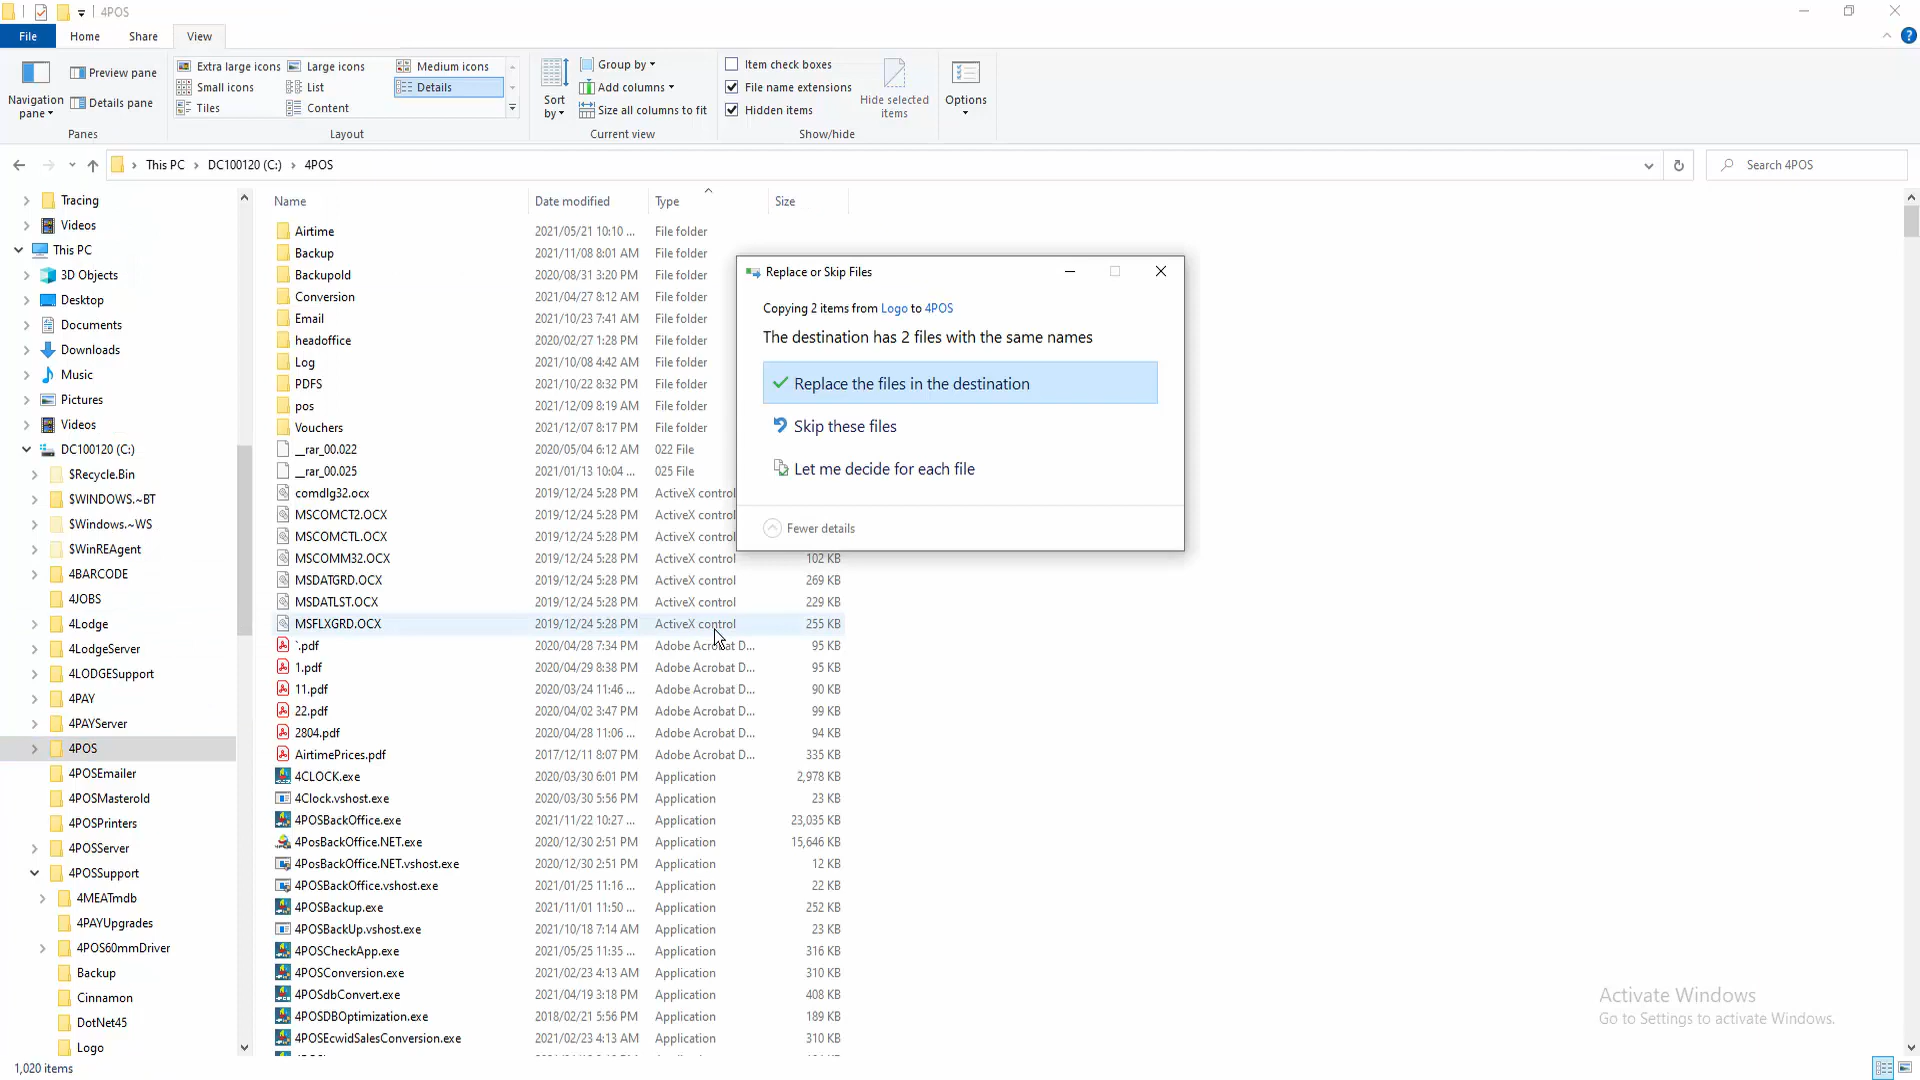 4POS
File Home Share View
Extra large icons Large icons Medium icons
Small icons List Details
Tiles Content
Navigation pane
Preview pane
Details pane
Panes
Layout
Sort by
Group by
Add columns
Size all columns to fit
Current view
Item check boxes
File name extensions
Hidden items
Hide selected items
Show/hide
Options
This PC > DC100120 (C:) > 4POS
Search 4POS
Tracing
Videos
This PC
3D Objects
Desktop
Documents
Downloads
Music
Pictures
Videos
DC100120 (C:)
$Recycle.Bin
$WINDOWS.~BT
$Windows.~WS
$WinREAgent
4BARCODE
4JOBS
4Lodge
4LodgeServer
4LODGESupport
4PAY
4PAYServer
4POS
4POSEmailer
4POSMasterold
4POSPrinters
4POSServer
4POSSupport
4MEATmdb
4PAYUpgrades
4POS60mmDriver
Backup
Cinnamon
DotNet45
Logo
Name Date modified Type Size
Airtime 2021/05/21 10:10 ... File folder
Backup 2021/11/08 8:01 AM File folder
Backupold 2020/08/31 3:20 PM File folder
Conversion 2021/04/27 8:12 AM File folder
Email 2021/10/23 7:41 AM File folder
headoffice 2020/02/27 1:28 PM File folder
Log 2021/10/08 4:42 AM File folder
PDFS 2021/10/22 8:32 PM File folder
pos 2021/12/09 8:19 AM File folder
Vouchers 2021/12/07 8:17 PM File folder
__rar_00.022 2020/05/04 6:12 AM 022 File
__rar_00.025 2021/01/13 10:04 ... 025 File
comdlg32.ocx 2019/12/24 5:28 PM ActiveX control
MSCOMCT2.OCX 2019/12/24 5:28 PM ActiveX control
MSCOMCTL.OCX 2019/12/24 5:28 PM ActiveX control
MSCOMM32.OCX 2019/12/24 5:28 PM ActiveX control 102 KB
MSDATGRD.OCX 2019/12/24 5:28 PM ActiveX control 269 KB
MSDATLST.OCX 2019/12/24 5:28 PM ActiveX control 229 KB
MSFLXGRD.OCX 2019/12/24 5:28 PM ActiveX control 255 KB
`.pdf 2020/04/28 7:34 PM Adobe Acrobat D... 95 KB
1.pdf 2020/04/29 8:38 PM Adobe Acrobat D... 95 KB
11.pdf 2020/03/24 11:46 ... Adobe Acrobat D... 90 KB
22.pdf 2020/04/02 3:47 PM Adobe Acrobat D... 99 KB
2804.pdf 2020/04/28 11:06 ... Adobe Acrobat D... 94 KB
AirtimePrices.pdf 2017/12/11 8:07 PM Adobe Acrobat D... 335 KB
4CLOCK.exe 2020/03/30 6:01 PM Application 2,978 KB
4Clock.vshost.exe 2020/03/30 5:56 PM Application 23 KB
4POSBackOffice.exe 2021/11/22 10:27 ... Application 23,035 KB
4PosBackOffice.NET.exe 2020/12/30 2:51 PM Application 15,646 KB
4PosBackOffice.NET.vshost.exe 2020/12/30 2:51 PM Application 12 KB
4POSBackOffice.vshost.exe 2021/01/25 11:16 ... Application 22 KB
4POSBackup.exe 2021/11/01 11:50 ... Application 252 KB
4POSBackUp.vshost.exe 2021/10/18 7:14 AM Application 23 KB
4POSCheckApp.exe 2021/05/25 11:35 ... Application 316 KB
4POSConversion.exe 2021/02/23 4:13 AM Application 310 KB
4POSdbConvert.exe 2021/04/19 3:18 PM Application 408 KB
4POSDBOptimization.exe 2018/02/21 5:56 PM Application 189 KB
4POSEcwidSalesConversion.exe 2021/02/23 4:13 AM Application 310 KB
Replace or Skip Files
Copying 2 items from Logo to 4POS
The destination has 2 files with the same names
Replace the files in the destination
Skip these files
Let me decide for each file
Fewer details
Activate Windows
Go to Settings to activate Windows.
1,020 items